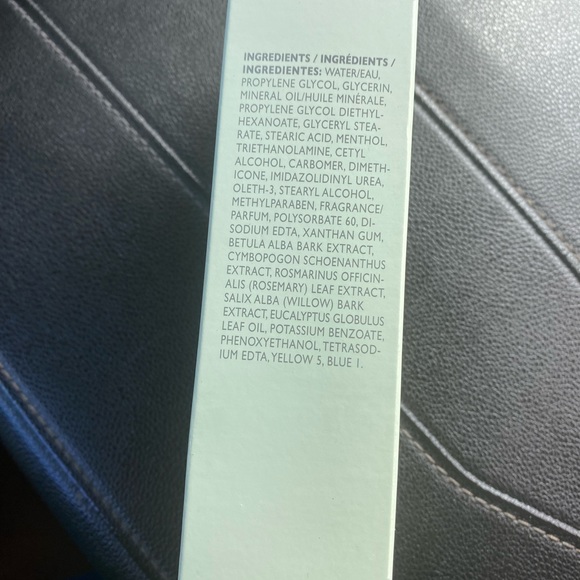 INGREDIENTS / INGRÉDIENTS /
INGREDIENTES: WATER/EAU,
PROPYLENE GLYCOL, GLYCERIN,
MINERAL OIL/HUILE MINÉRALE,
PROPYLENE GLYCOL DIETHYL-
HEXANOATE, GLYCERYL STEA-
RATE, STEARIC ACID, MENTHOL,
TRIETHANOLAMINE, CETYL
ALCOHOL, CARBOMER, DIMETH-
ICONE, IMIDAZOLIDINYL UREA,
OLETH-3, STEARYL ALCOHOL,
METHYLPARABEN, FRAGRANCE/
PARFUM, POLYSORBATE 60, DI-
SODIUM EDTA, XANTHAN GUM,
BETULA ALBA BARK EXTRACT,
CYMBOPOGON SCHOENANTHUS
EXTRACT, ROSMARINUS OFFICIN-
ALIS (ROSEMARY) LEAF EXTRACT,
SALIX ALBA (WILLOW) BARK
EXTRACT, EUCALYPTUS GLOBULUS
LEAF OIL, POTASSIUM BENZOATE,
PHENOXYETHANOL, TETRASOD-
IUM EDTA, YELLOW 5, BLUE 1.